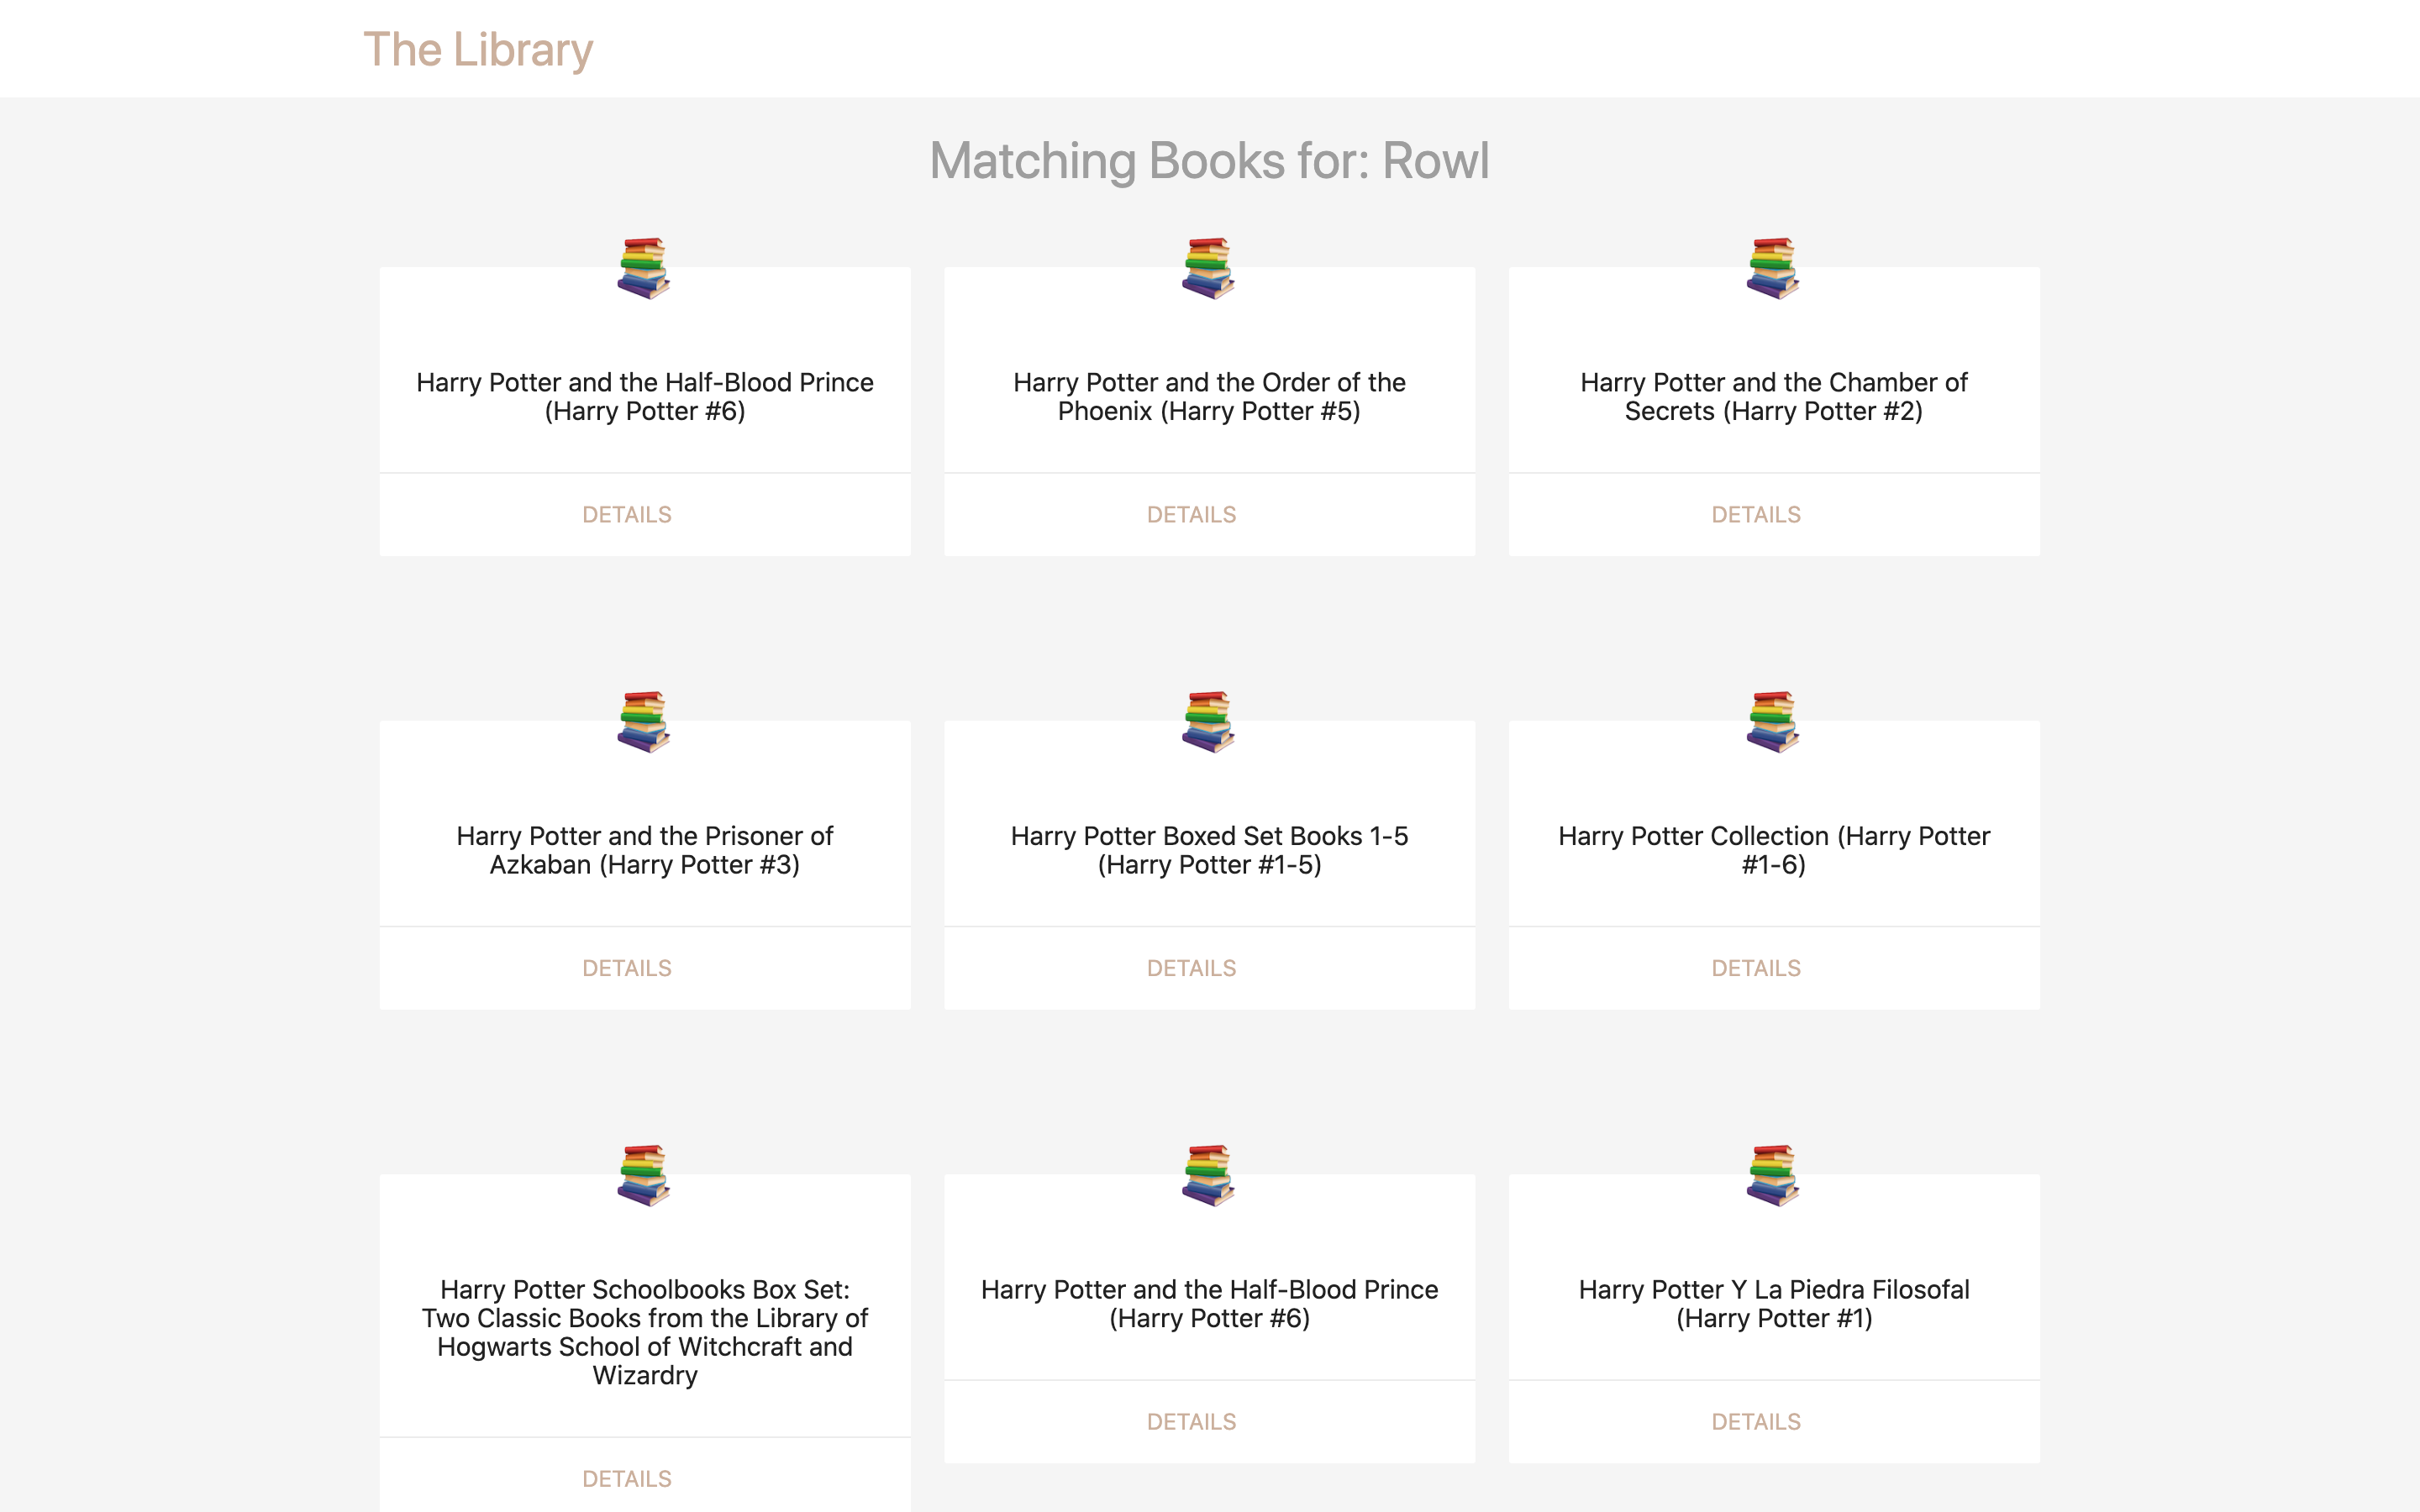 The Library
Matching Books for: Rowl
Harry Potter and the Half-Blood Prince
(Harry Potter #6)
DETAILS
Harry Potter and the Order of the
Phoenix (Harry Potter #5)
DETAILS
Harry Potter and the Chamber of
Secrets (Harry Potter #2)
DETAILS
Harry Potter and the Prisoner of
Azkaban (Harry Potter #3)
DETAILS
Harry Potter Boxed Set Books 1-5
(Harry Potter #1-5)
DETAILS
Harry Potter Collection (Harry Potter
#1-6)
DETAILS
Harry Potter Schoolbooks Box Set:
Two Classic Books from the Library of
Hogwarts School of Witchcraft and
Wizardry
DETAILS
Harry Potter and the Half-Blood Prince
(Harry Potter #6)
DETAILS
Harry Potter Y La Piedra Filosofal
(Harry Potter #1)
DETAILS